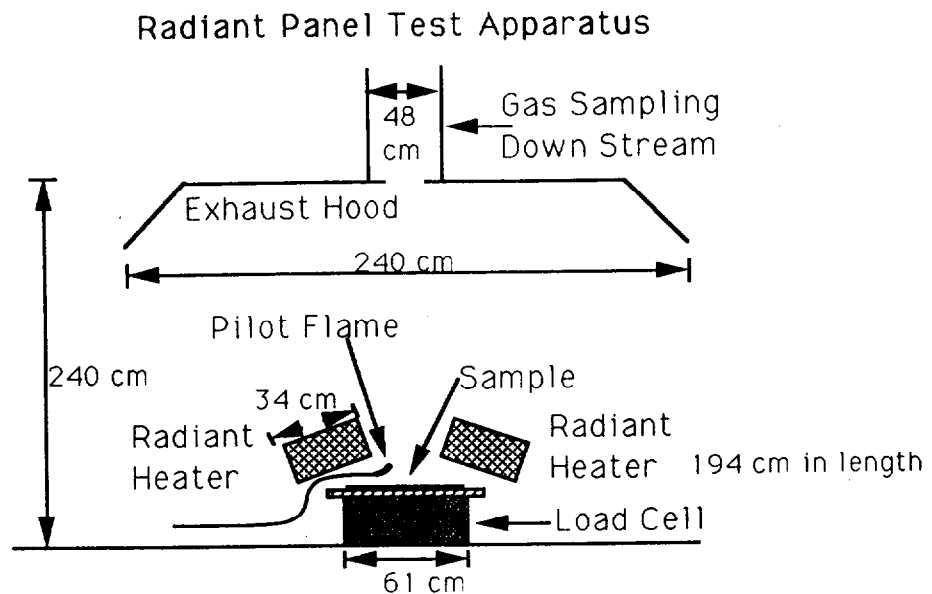 Radiant Panel Test Apparatus
48
cm
Gas Sampling
Down Stream
Exhaust Hood
240 cm
Pilot Flame
240 cm
Sample
34 cm
Radiant
Heater
Radiant
Heater
194 cm in length
Load Cell
61 cm